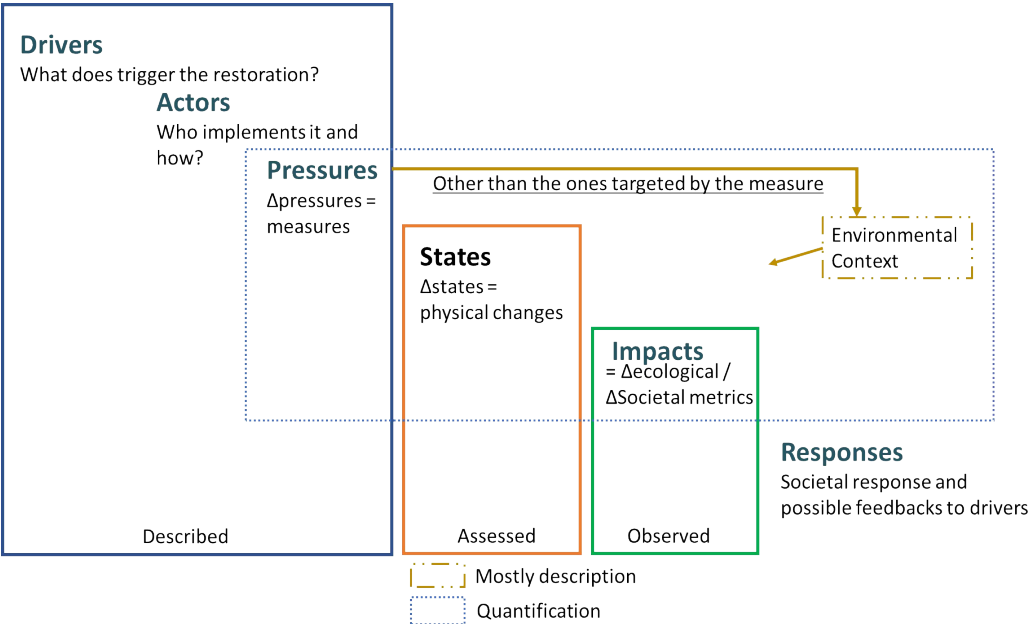 Drivers
What does trigger the restoration?
Actors
Who implements it and
how?
Pressures
Δpressures =
measures
Other than the ones targeted by the measure
Environmental
Context
States
Δstates =
physical changes
Impacts
= Δecological /
ΔSocietal metrics
Responses
Societal response and
possible feedbacks to drivers
Described
Assessed
Observed
Mostly description
Quantification